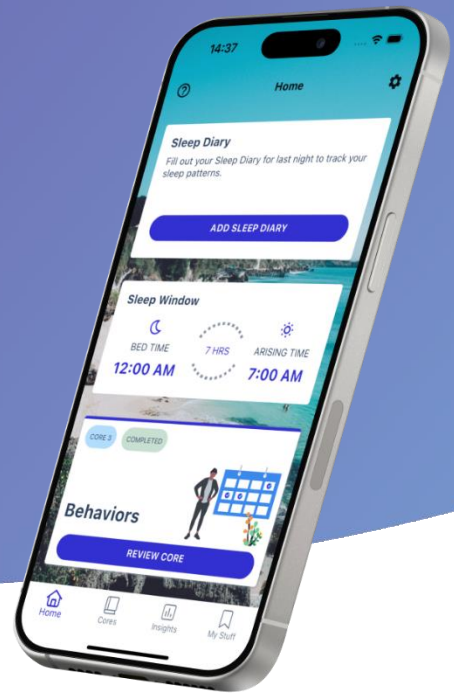 14:37
Home
Sleep Diary
Fill out your Sleep Diary for last night to track your
sleep patterns.
ADD SLEEP DIARY
Sleep Window
BED TIME
12:00 AM
7 HRS
ARISING TIME
7:00 AM
CORE 3
COMPLETED
Behaviors
REVIEW CORE
Home
Cores
Insights
My Stuff